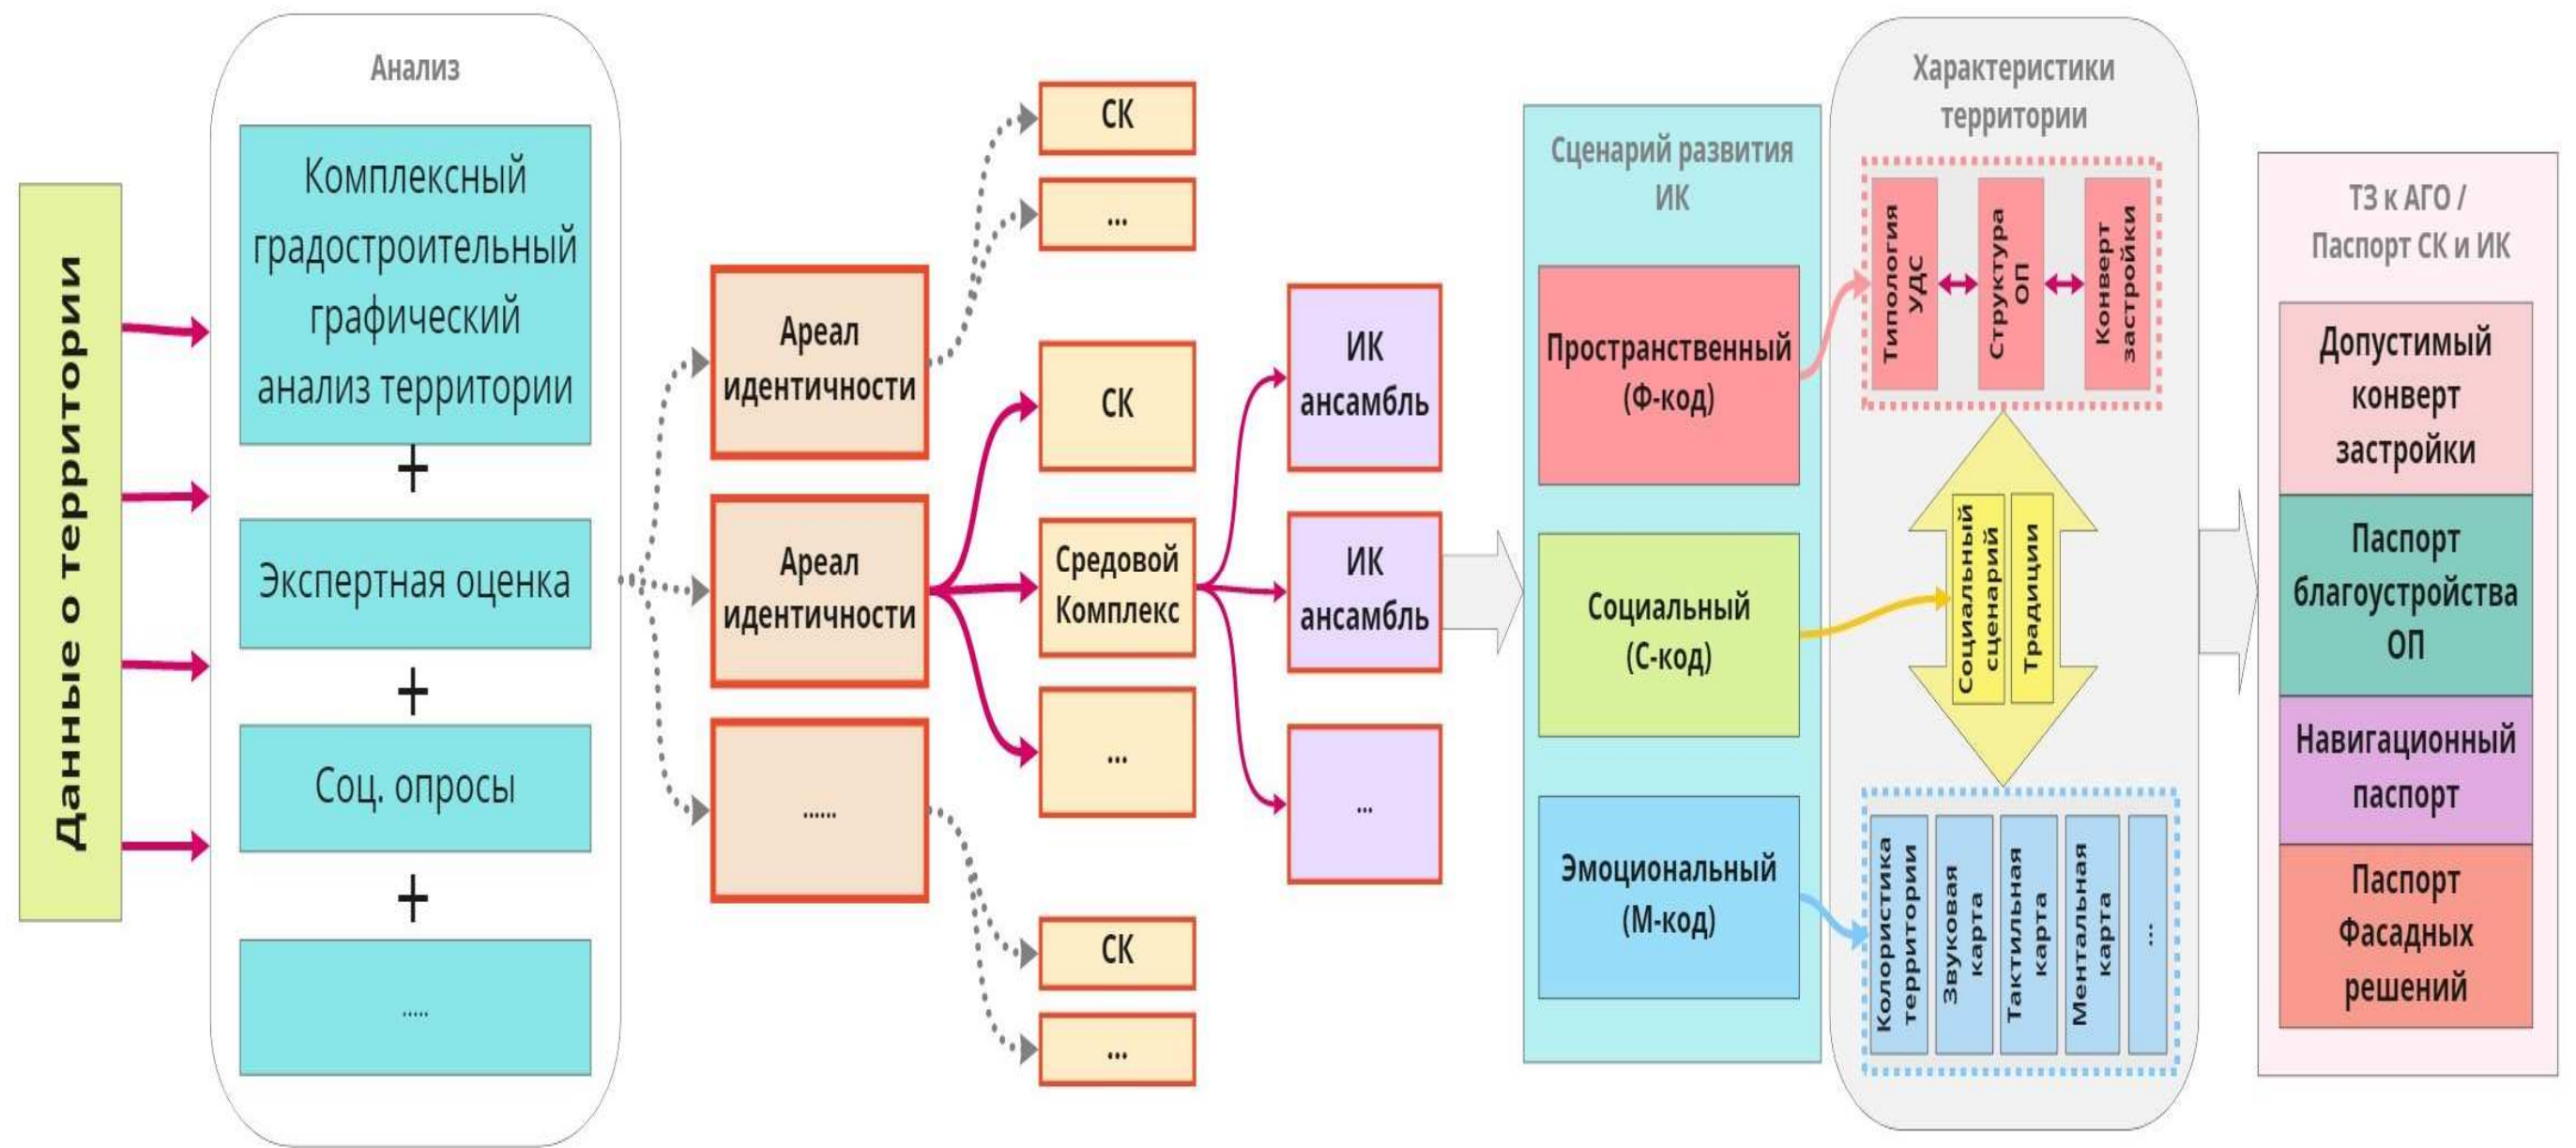 Данные о территории
Анализ
Комплексный
градостроительный
графический
анализ территории
+
Экспертная оценка
+
Соц. опросы
+
.....
Ареал
идентичности
Ареал
идентичности
......
СК
...
СК
Средовой
Комплекс
...
СК
...
ИК
ансамбль
ИК
ансамбль
...
Сценарий развития
ИК
Пространственный
(Ф-код)
Социальный
(С-код)
Эмоциональный
(М-код)
Характеристики
территории
Типология
УДС
Структура
ОП
Конверт
застройки
Социальный
сценарий
Традиции
Колористика
территории
Звуковая
карта
Тактильная
карта
Ментальная
карта
...
ТЗ к АГО /
Паспорт СК и ИК
Допустимый
конверт
застройки
Паспорт
благоустройства
ОП
Навигационный
паспорт
Паспорт
Фасадных
решений